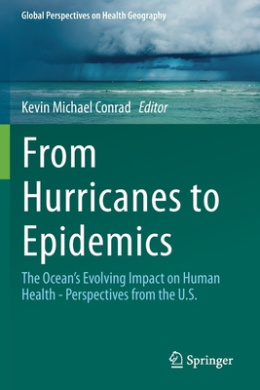 Global Perspectives on Health Geography
Kevin Michael Conrad Editor
From
Hurricanes to
Epidemics
The Ocean's Evolving Impact on Human
Health - Perspectives from the U.S.
Springer